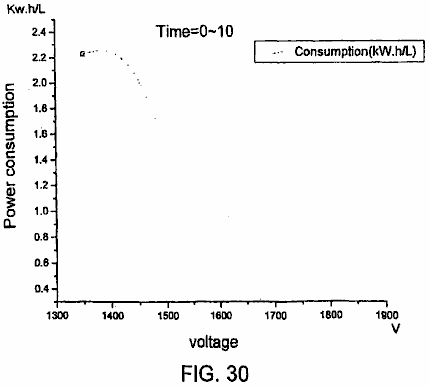 Kw.h/L
Time=0~10
Consumption(kW.h/L)
2.4
2.2
2.0
1.8
1.6
1.4
1.2
1.0
0.8
0.6
0.4
Power consumption
1300
1400
1500
1600
1700
1800
1900
V
voltage
FIG. 30